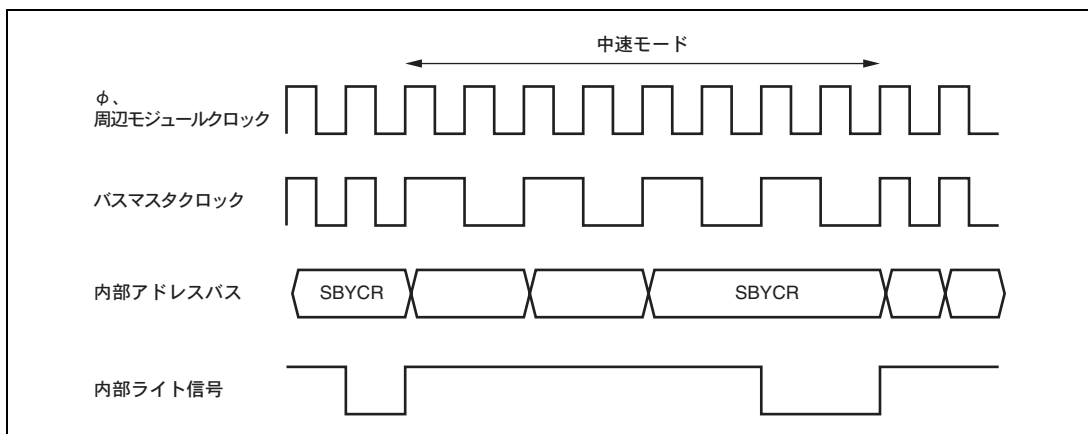 中速モード
φ、
周辺モジュールクロック
バスマスタクロック
内部アドレスバス
SBYCR
SBYCR
内部ライト信号